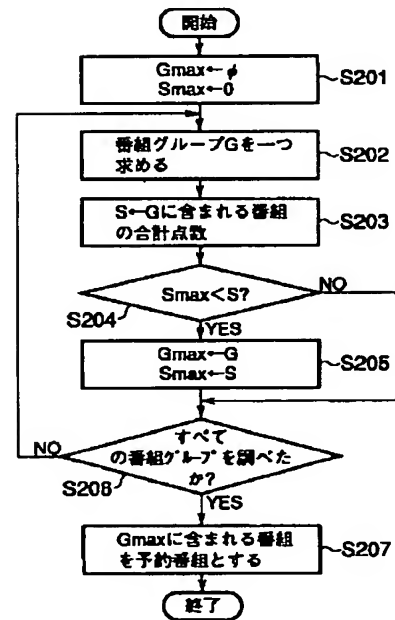 開始
Gmax←φ
Smax←0
S201
番組グループGを一つ
求める
S202
S←Gに含まれる番組
の合計点数
S203
Smax<S?
NO
S204
YES
Gmax←G
Smax←S
S205
すべて
の番組グループを調べた
か?
NO
S206
YES
Gmaxに含まれる番組
を予約番組とする
S207
終了